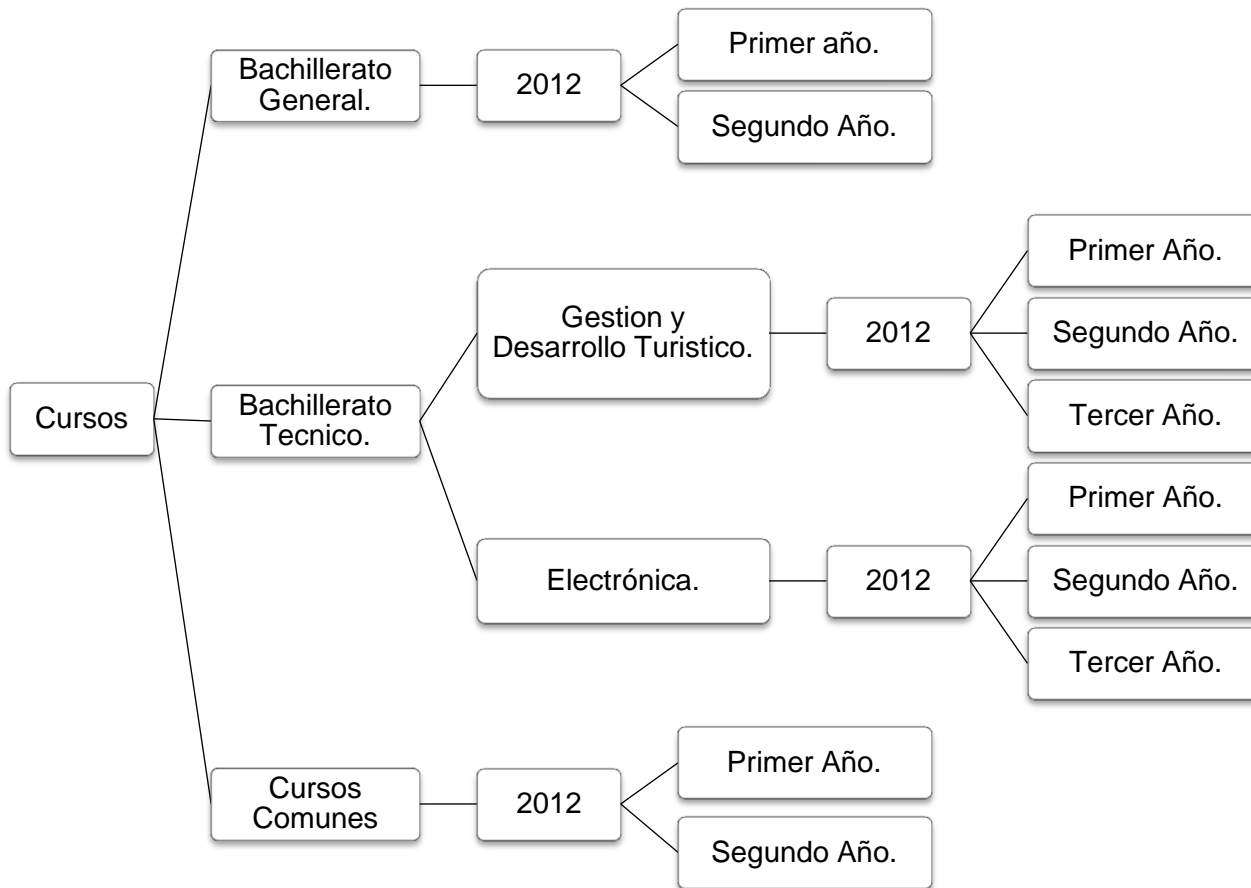 Cursos
Bachillerato
General.
2012
Primer año.
Segundo Año.
Bachillerato
Tecnico.
Gestion y
Desarrollo Turistico.
2012
Primer Año.
Segundo Año.
Tercer Año.
Electrónica.
2012
Primer Año.
Segundo Año.
Tercer Año.
Cursos
Comunes
2012
Primer Año.
Segundo Año.